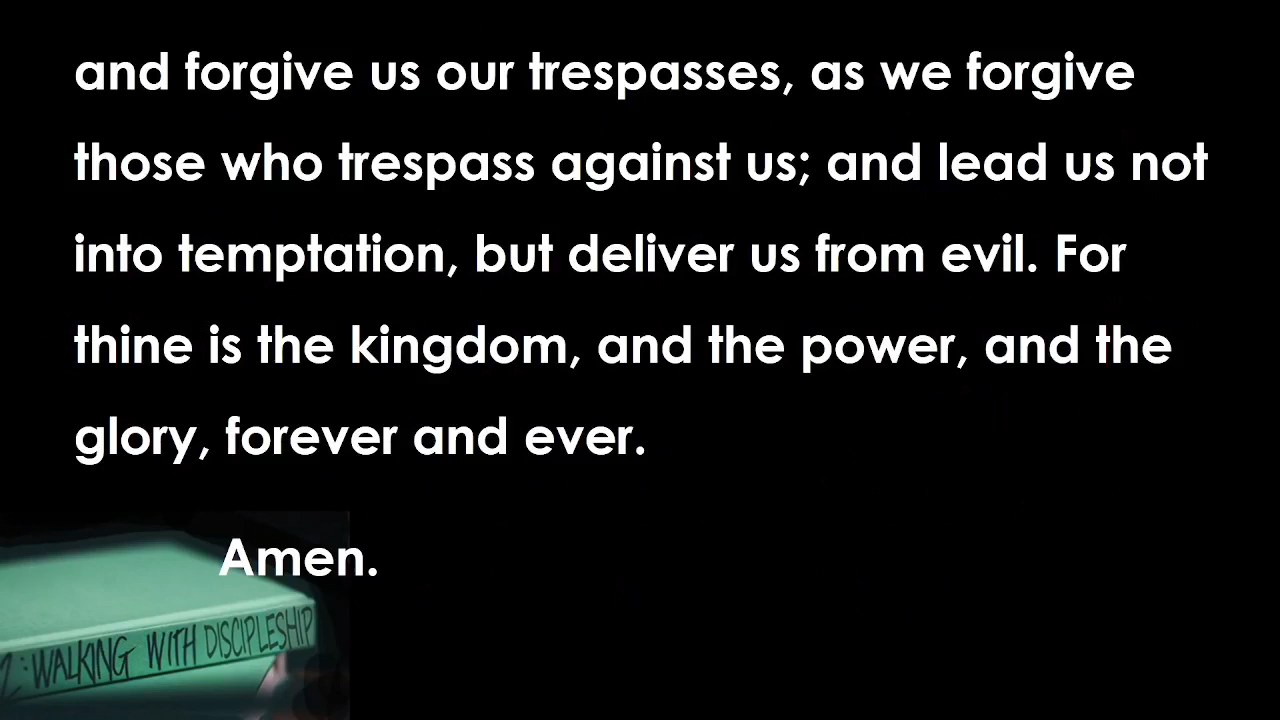 and forgive us our trespasses, as we forgive
those who trespass against us; and lead us not
into temptation, but deliver us from evil. For
thine is the kingdom, and the power, and the
glory, forever and ever.
Amen.
2: WALKING WITH DISCIPLESHIP